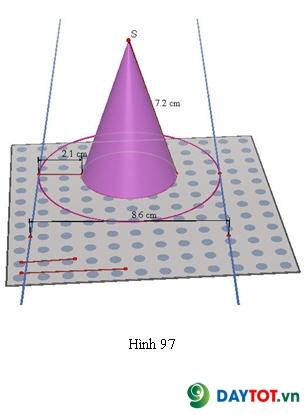 S
7.2 cm
2.1 cm
8.6 cm
Hình 97
DAYTOT.vn